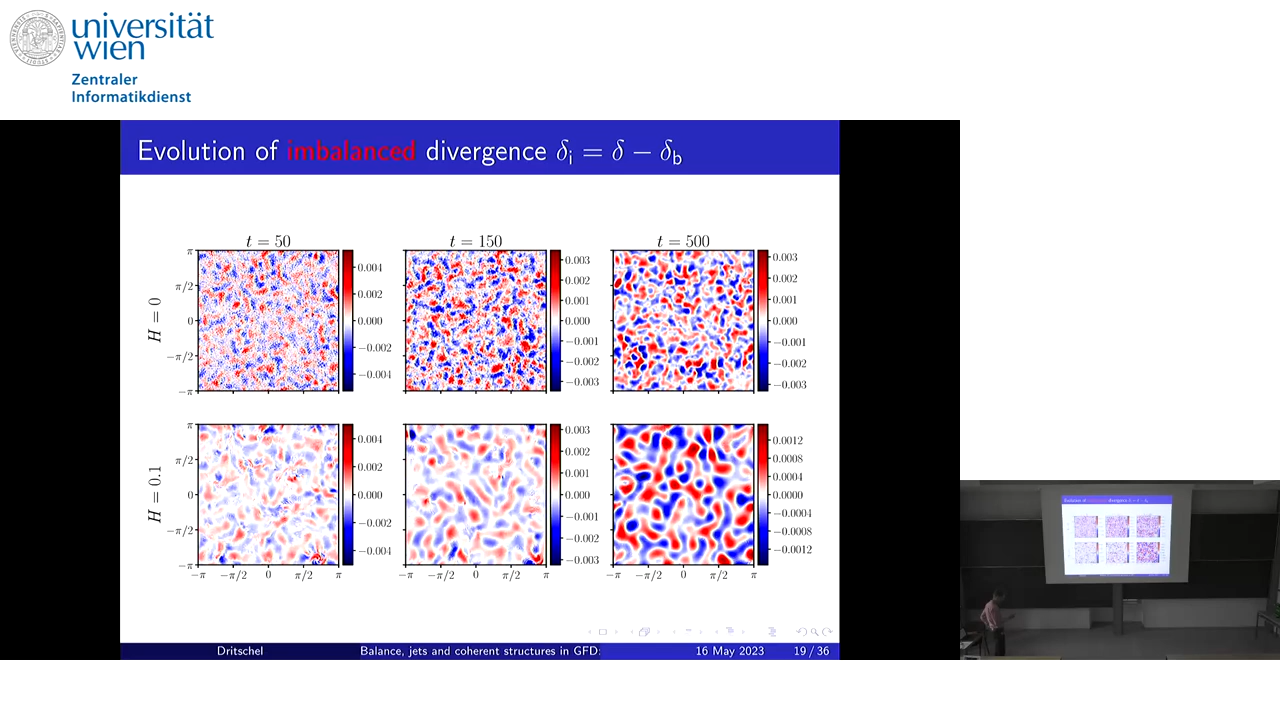 universität
wien
Zentraler
Informatikdienst
Evolution of imbalanced divergence δi = δ − δb
t = 50
t = 150
t = 500
H = 0
π
π/2
0
−π/2
−π
0.004
0.002
0.000
−0.002
−0.004
0.003
0.002
0.001
0.000
−0.001
−0.002
−0.003
0.003
0.002
0.001
0.000
−0.001
−0.002
−0.003
H = 0.1
π
π/2
0
−π/2
−π
0.004
0.002
0.000
−0.002
−0.004
0.003
0.002
0.001
0.000
−0.001
−0.002
−0.003
0.0012
0.0008
0.0004
0.0000
−0.0004
−0.0008
−0.0012
−π −π/2 0 π/2 π
−π −π/2 0 π/2 π
−π −π/2 0 π/2 π
Dritschel Balance, jets and coherent structures in GFD: 16 May 2023 19 / 36